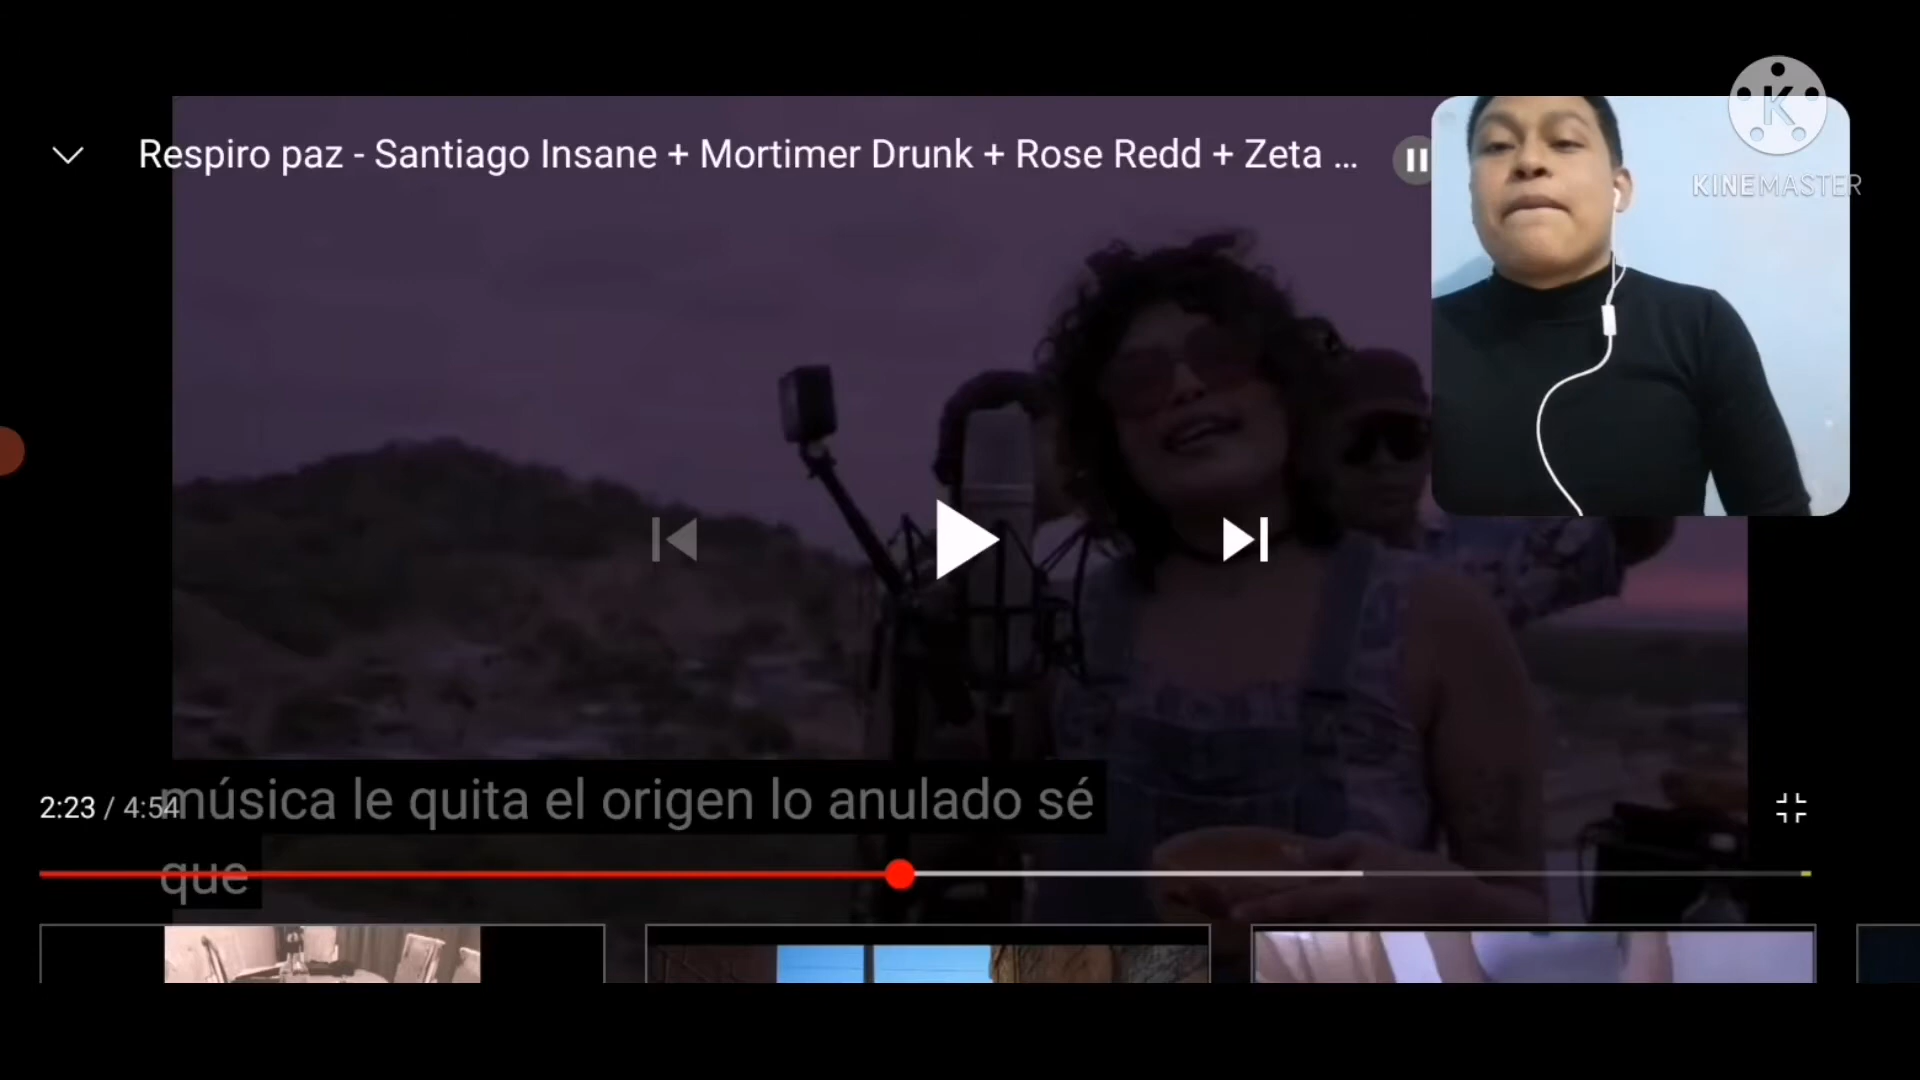 Respiro paz - Santiago Insane + Mortimer Drunk + Rose Redd + Zeta ...
K
KINEMASTER
música le quita el origen lo anulado sé
2:23 / 4:54
que